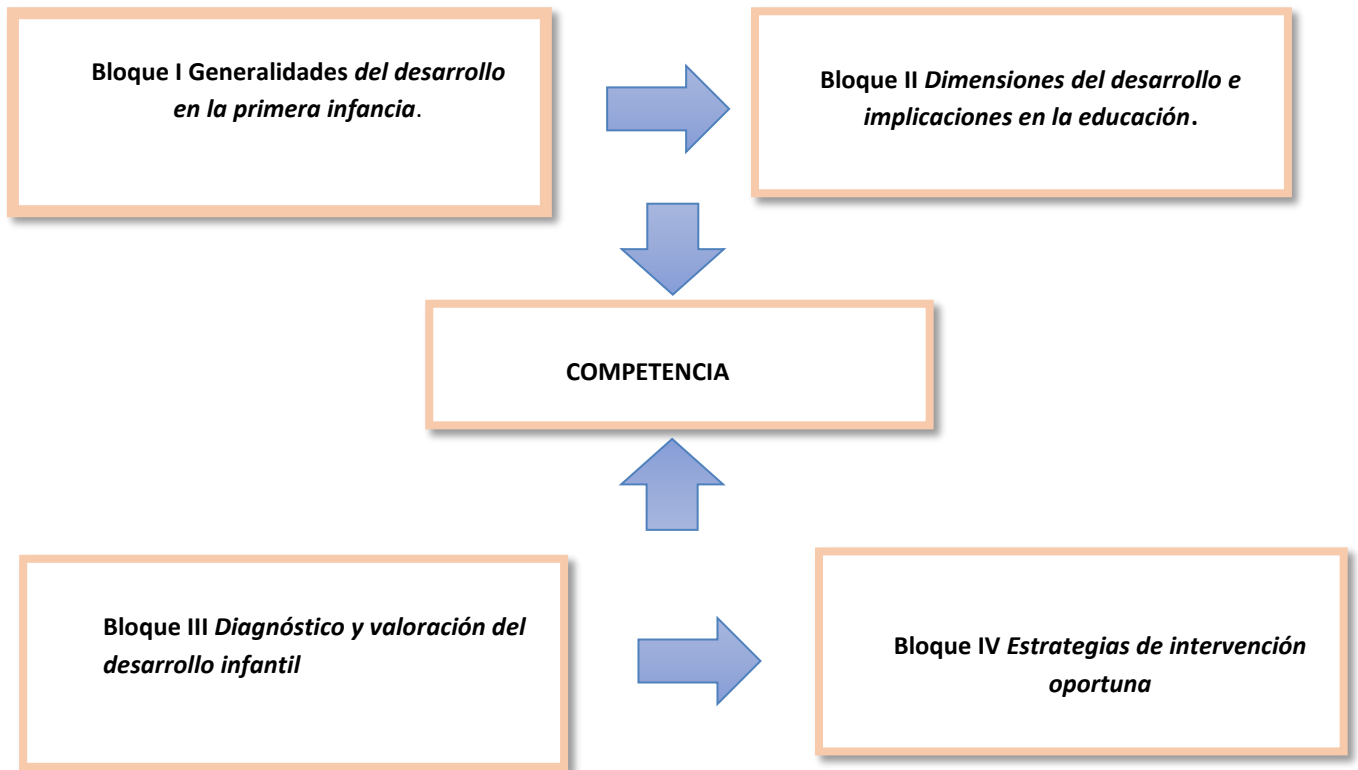 Bloque I Generalidades del desarrollo
en la primera infancia.
Bloque II Dimensiones del desarrollo e
implicaciones en la educación.
COMPETENCIA
Bloque III Diagnóstico y valoración del
desarrollo infantil
Bloque IV Estrategias de intervención
oportuna